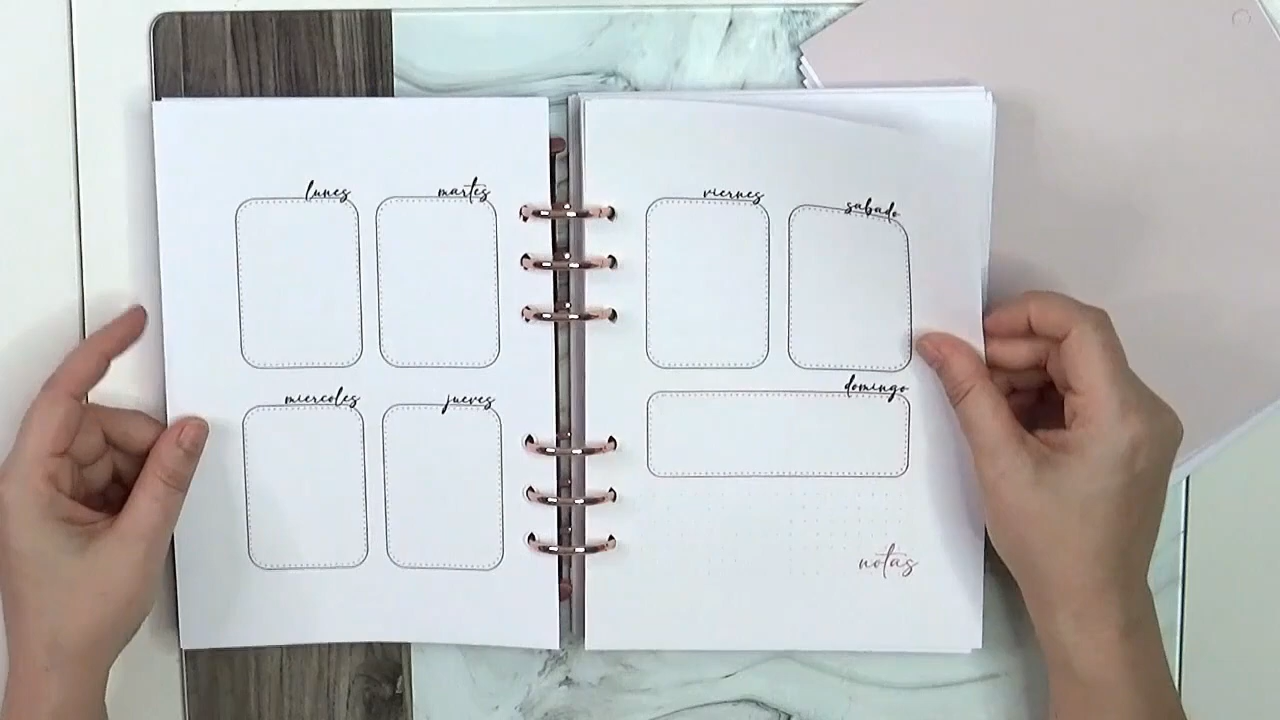 lunes
martes
miercoles
jueves
viernes
sabado
domingo
notas